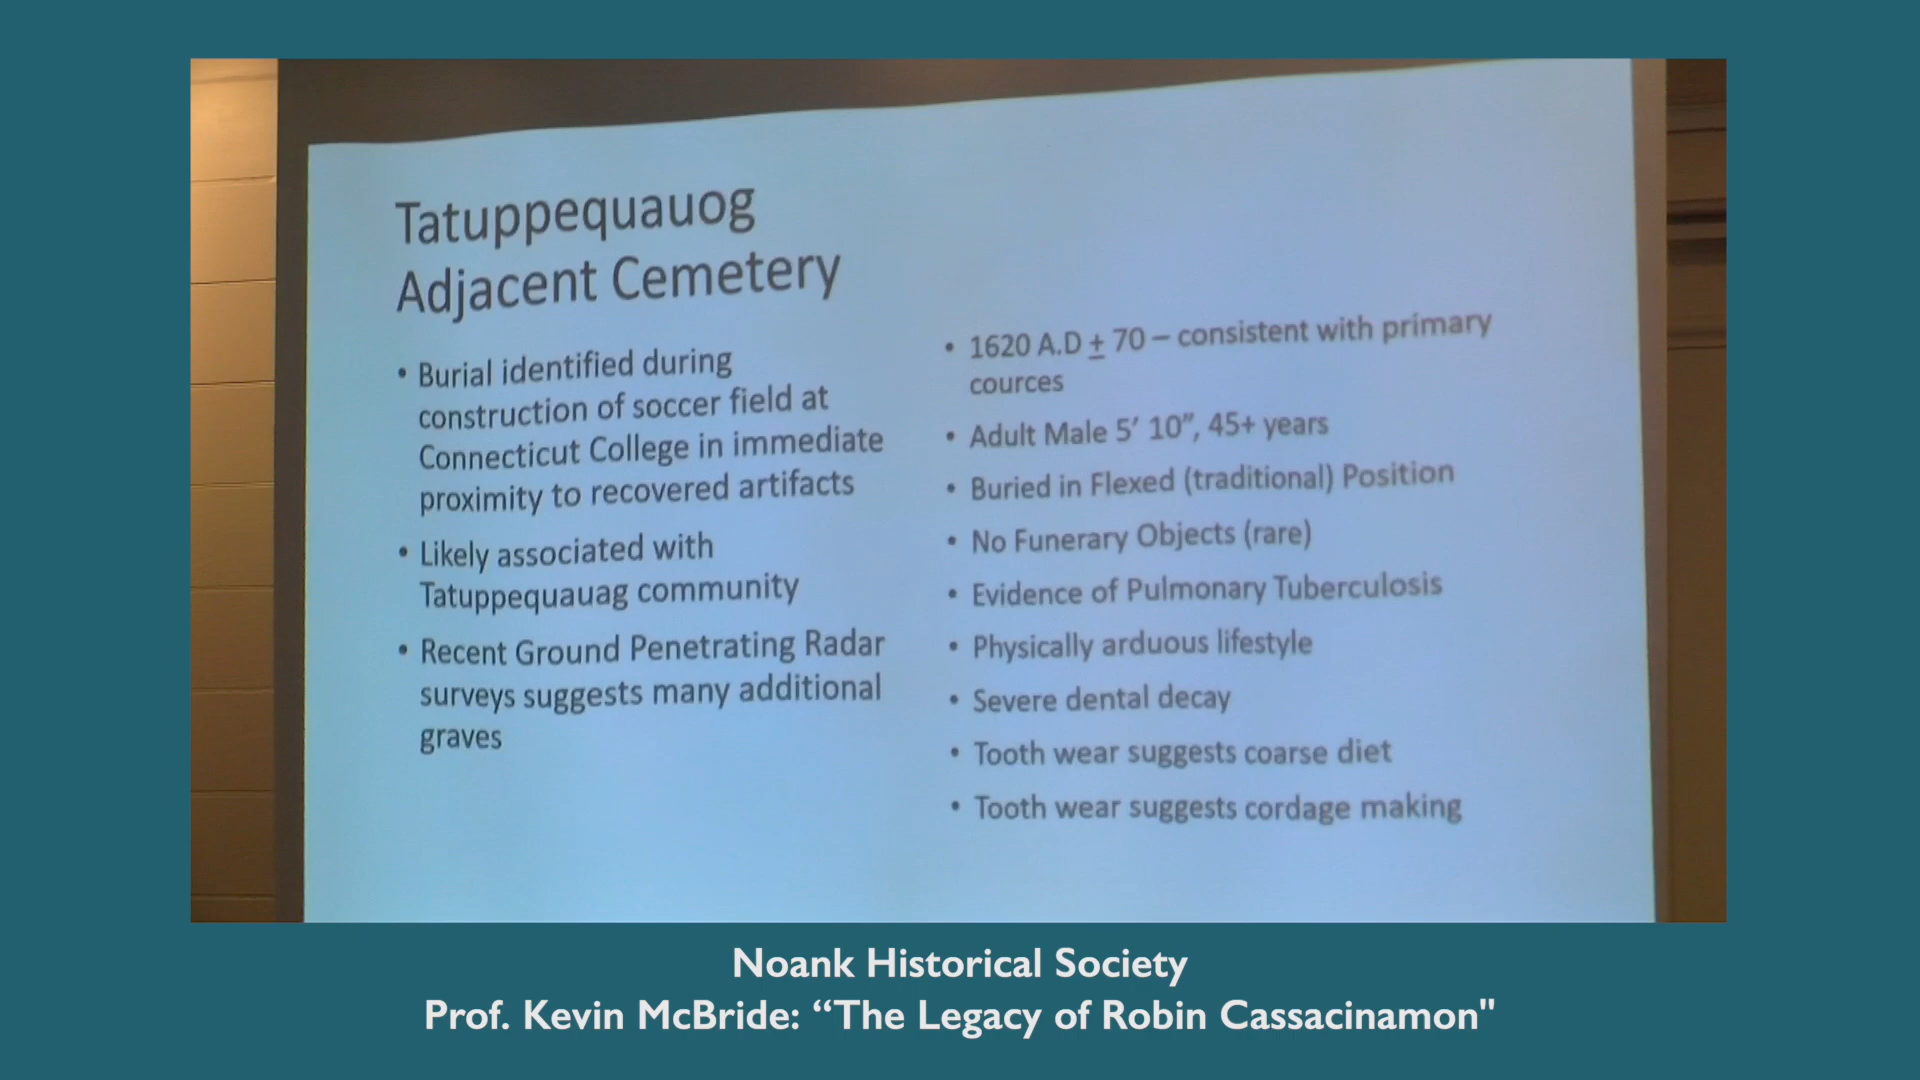 Tatuppequauog
Adjacent Cemetery
• Burial identified during
construction of soccer field at
Connecticut College in immediate
proximity to recovered artifacts
• Likely associated with
Tatuppequauag community
• Recent Ground Penetrating Radar
surveys suggests many additional
graves
• 1620 A.D ± 70 – consistent with primary
cources
• Adult Male 5’ 10”, 45+ years
• Buried in Flexed (traditional) Position
• No Funerary Objects (rare)
• Evidence of Pulmonary Tuberculosis
• Physically arduous lifestyle
• Severe dental decay
• Tooth wear suggests coarse diet
• Tooth wear suggests cordage making
Noank Historical Society
Prof. Kevin McBride: “The Legacy of Robin Cassacinamon"